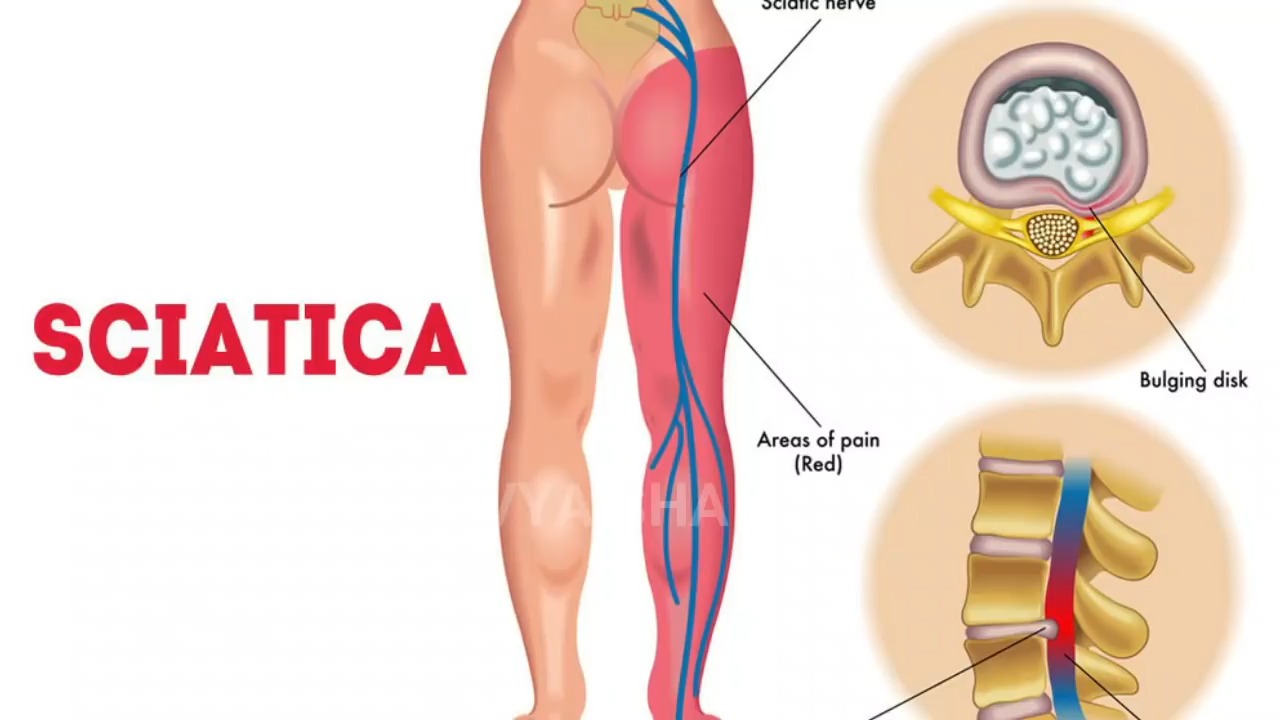 Sciatic nerve
SCIATICA
Bulging disk
Areas of pain
(Red)